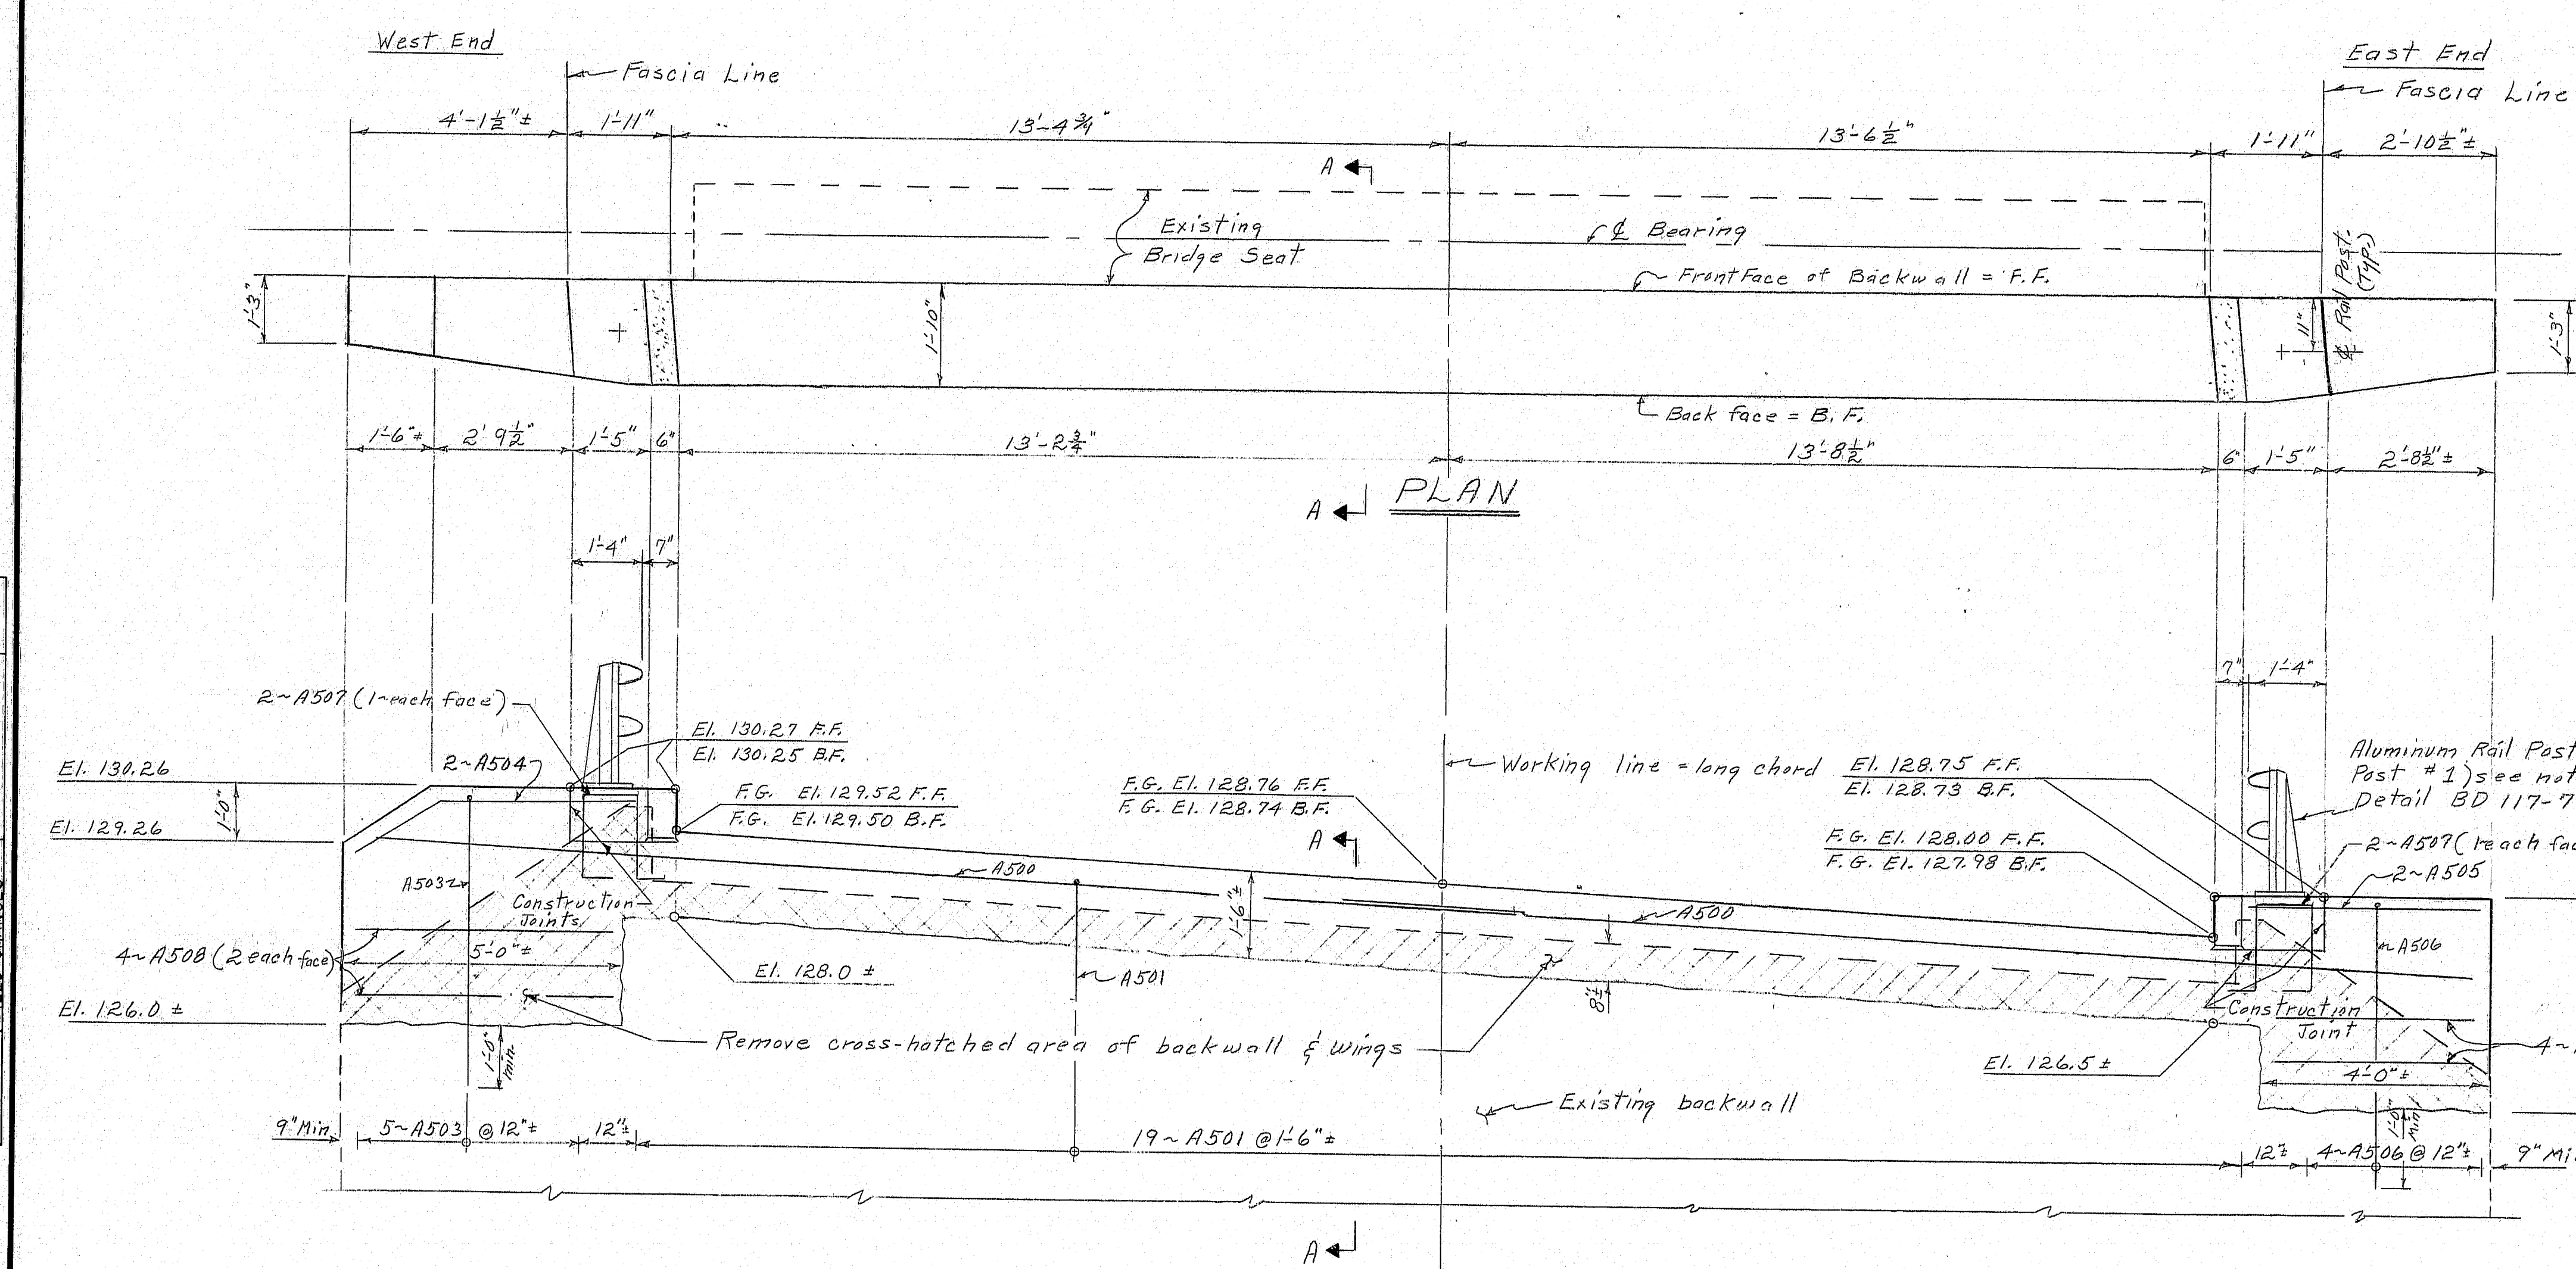 West End
East End
Fascia Line
Fascia Line
4'-1½"±
1'-11"
13'-4¾"
13'-6½"
1'-11"
2'-10½"±
A
Existing
Bridge Seat
℄ Bearing
Front Face of Backwall = F.F.
℄ Rail Post
(Typ.)
1'-3"
1'-10"
11"
1'-3"
Back face = B.F.
1'-6"±
2'-9½"
1'-5"
6"
13'-2¾"
13'-8½"
6"
1'-5"
2'-8½"±
A
PLAN
1'-4"
7"
7"
1'-4"
2~A507 (1~each face)
El. 130.27 F.F.
El. 130.25 B.F.
El. 130.26
2~A504
F.G. El. 129.52 F.F.
F.G. El. 129.50 B.F.
F.G. El. 128.76 F.F.
F.G. El. 128.74 B.F.
Working line = long chord
El. 128.75 F.F.
El. 128.73 B.F.
Aluminum Rail Post
Post #1) see not
Detail BD 117-7
1'-0"
El. 129.26
A
F.G. El. 128.00 F.F.
F.G. El. 127.98 B.F.
2~A507 (1 each fac
2~A505
A503
A500
Construction
Joints
1'-6"±
A500
A506
4~A508 (2 each face)
5'-0"±
El. 128.0 ±
A501
8"±
El. 126.0 ±
Construction
Joint
Remove cross-hatched area of backwall & wings
1'-0"
min.
El. 126.5 ±
4~
4'-0"±
Existing backwall
1'-0"
Min.
9" Min.
5~A503 @ 12"±
12"±
19~A501 @ 1'-6"±
12"±
4~A506 @ 12"±
9" Mi
A